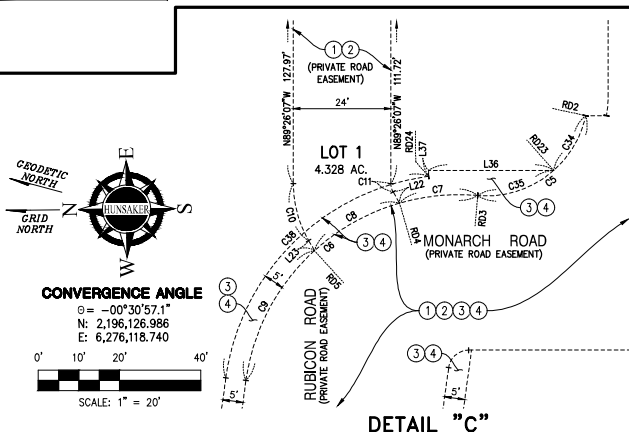 N89°26'07"W 127.97'
1 2
(PRIVATE ROAD
EASEMENT)
N89°26'07"W 111.72'
24'
LOT 1
4.328 AC.
RD24
L37
L36
RD23
RD2
C34
C5
C35
3 4
RD3
C7
L22
C11
C8
RD4
MONARCH ROAD
(PRIVATE ROAD EASEMENT)
C10
C38
L23
C6
3 4
RD5
3
4
5'
C9
RUBICON ROAD
(PRIVATE ROAD EASEMENT)
1 2 3 4
3 4
5'
5'
GEODETIC
NORTH
GRID
NORTH
E
N
HUNSAKER
S
W
CONVERGENCE ANGLE
Θ= -00°30'57.1"
N: 2,196,126.986
E: 6,276,118.740
0' 10' 20' 40'
SCALE: 1" = 20'
DETAIL "C"